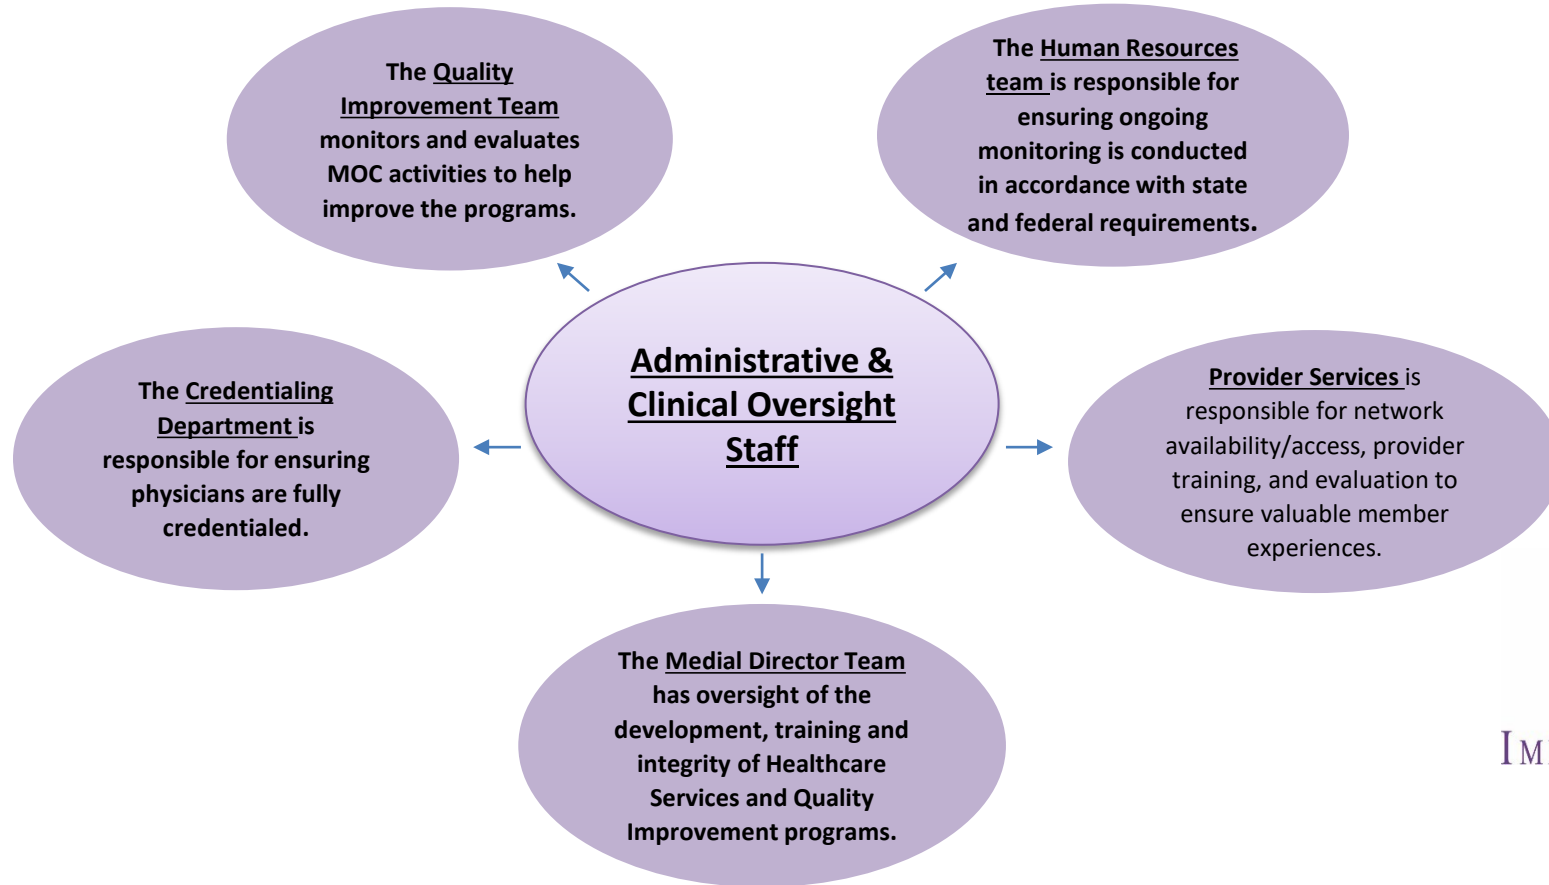 The Quality
Improvement Team
monitors and evaluates
MOC activities to help
improve the programs.
The Human Resources
team is responsible for
ensuring ongoing
monitoring is conducted
in accordance with state
and federal requirements.
Administrative &
Clinical Oversight
Staff
The Credentialing
Department is
responsible for ensuring
physicians are fully
credentialed.
Provider Services is
responsible for network
availability/access, provider
training, and evaluation to
ensure valuable member
experiences.
The Medial Director Team
has oversight of the
development, training and
integrity of Healthcare
Services and Quality
Improvement programs.